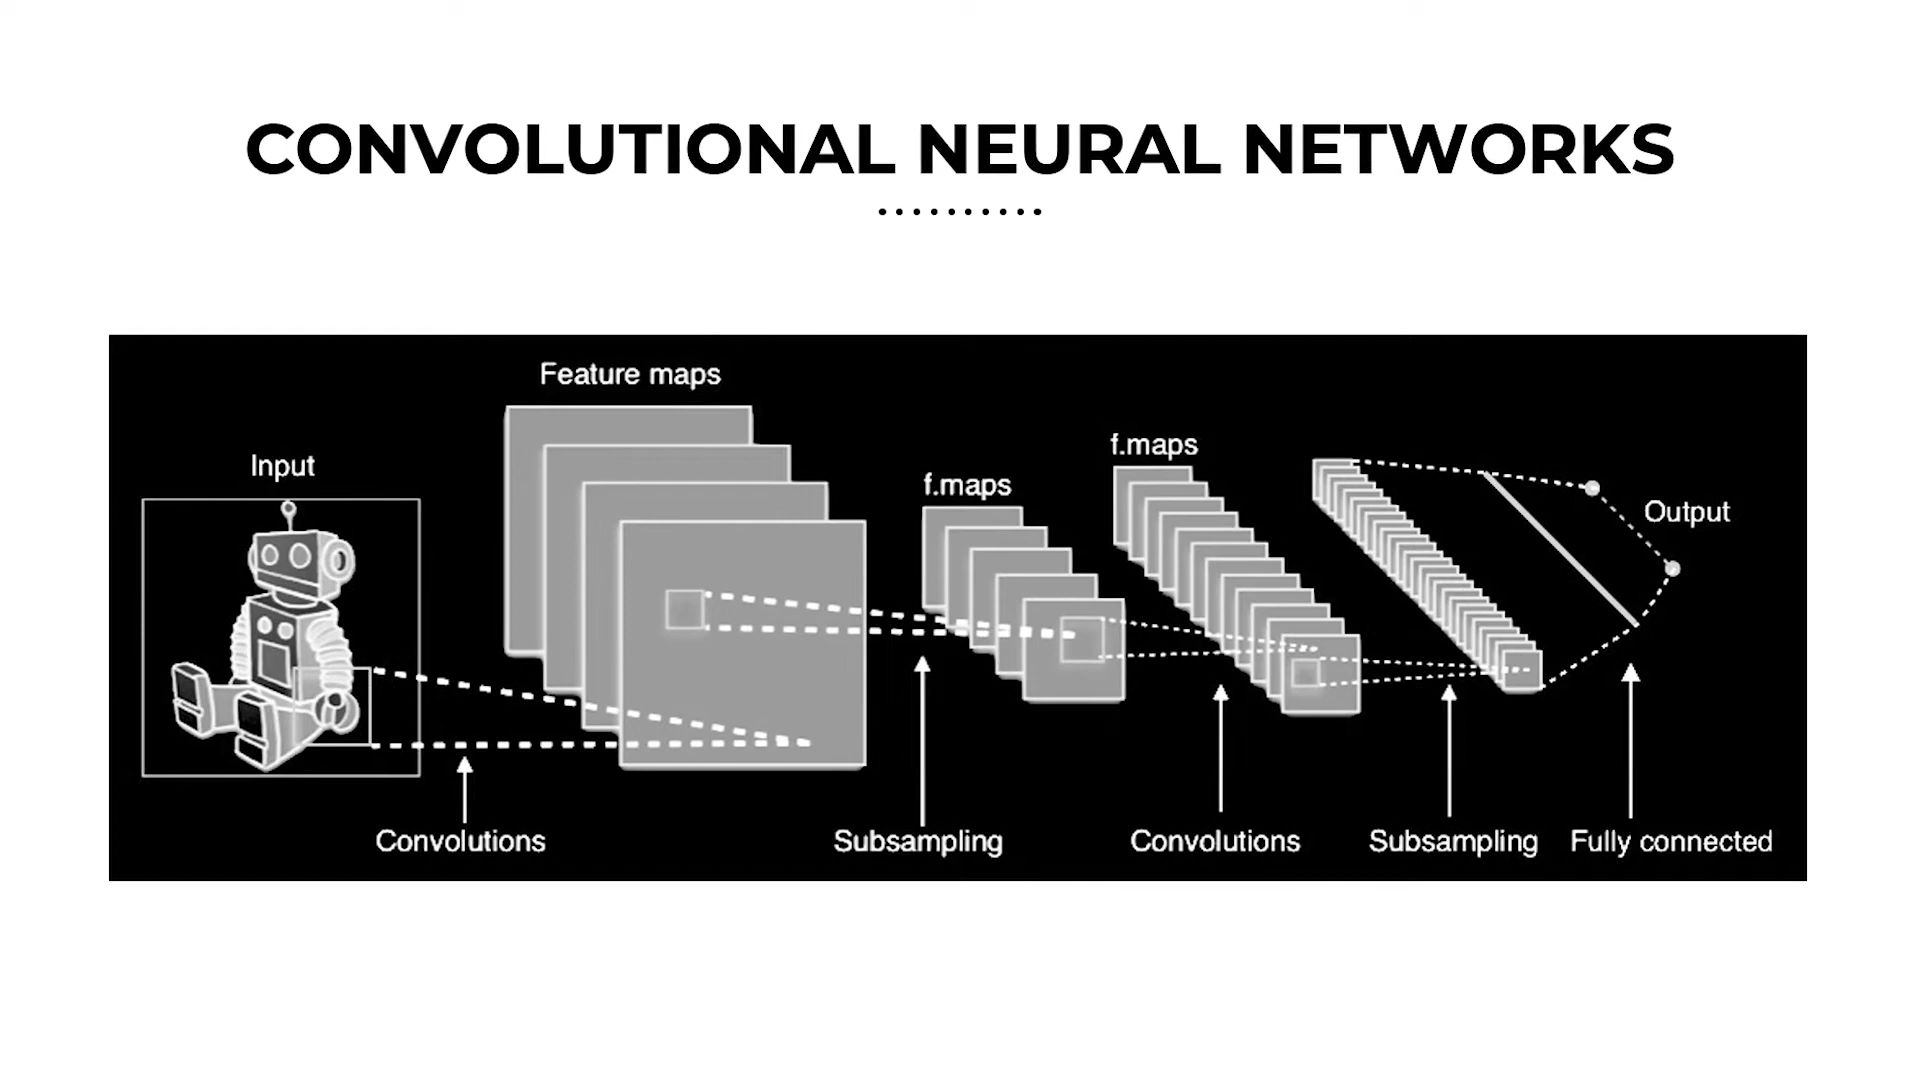 CONVOLUTIONAL NEURAL NETWORKS
Feature maps
Input
f.maps
f.maps
Output
Convolutions
Subsampling
Convolutions
Subsampling
Fully connected